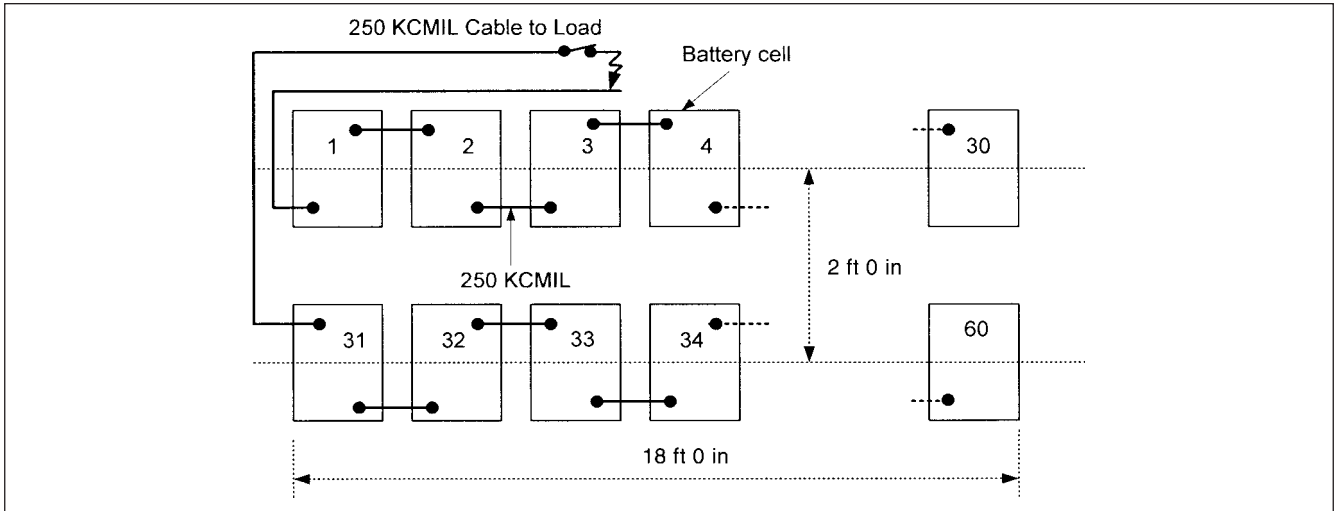 250 KCMIL Cable to Load
Battery cell
1 2 3 4 30
2 ft 0 in
250 KCMIL
31 32 33 34 60
18 ft 0 in